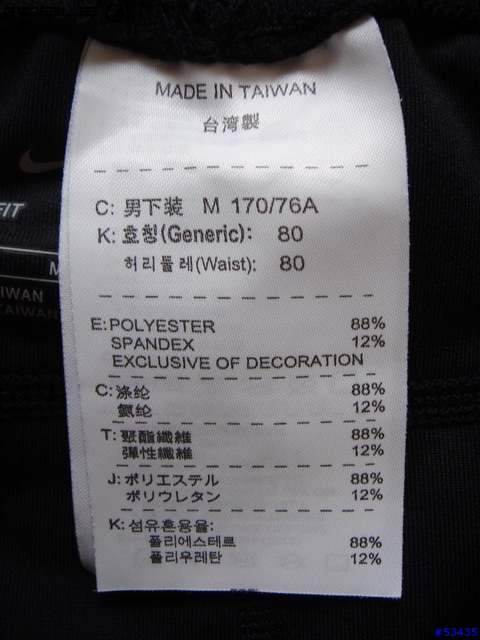 MADE IN TAIWAN
台湾製
C: 男下装 M 170/76A
K: 호칭(Generic): 80
허리둘레(Waist): 80
E: POLYESTER 88%
SPANDEX 12%
EXCLUSIVE OF DECORATION
C: 涤纶 88%
氨纶 12%
T: 聚酯纖維 88%
彈性纖維 12%
J: ポリエステル 88%
ポリウレタン 12%
K: 섬유혼용율:
폴리에스테르 88%
폴리우레탄 12%
FIT
M
IWAN
TAIWAN
#53435